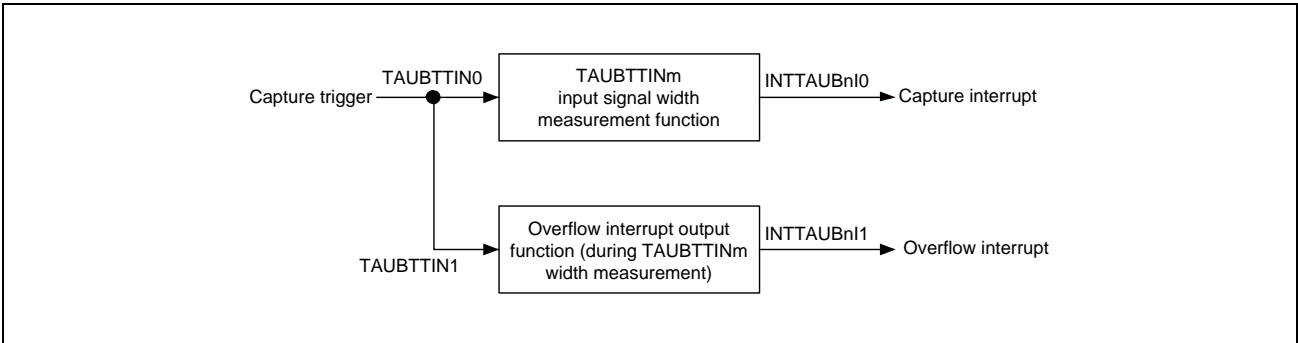 TAUBTTIN0
TAUBTTINm
input signal width
measurement function
INTTAUBnI0
Capture trigger
Capture interrupt
TAUBTTIN1
Overflow interrupt output
function (during TAUBTTINm
width measurement)
INTTAUBnI1
Overflow interrupt